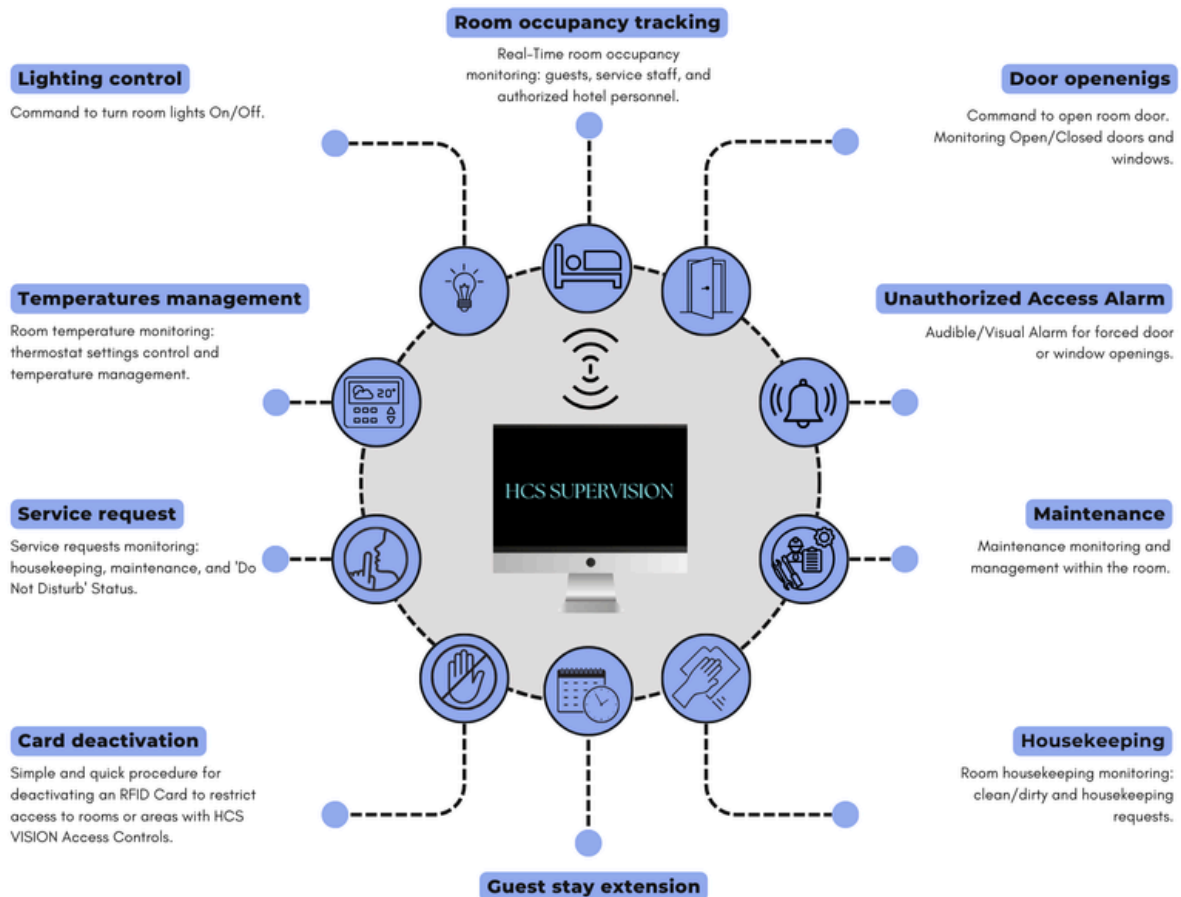 Room occupancy tracking
Real-Time room occupancy
monitoring: guests, service staff, and
authorized hotel personnel.
Lighting control
Command to turn room lights On/Off.
Door openenigs
Command to open room door.
Monitoring Open/Closed doors and
windows.
Temperatures management
Room temperature monitoring:
thermostat settings control and
temperature management.
20°
Unauthorized Access Alarm
Audible/Visual Alarm for forced door
or window openings.
HCS SUPERVISION
Service request
Service requests monitoring:
housekeeping, maintenance, and 'Do
Not Disturb' Status.
Maintenance
Maintenance monitoring and
management within the room.
Card deactivation
Simple and quick procedure for
deactivating an RFID Card to restrict
access to rooms or areas with HCS
VISION Access Controls.
Housekeeping
Room housekeeping monitoring:
clean/dirty and housekeeping
requests.
Guest stay extension